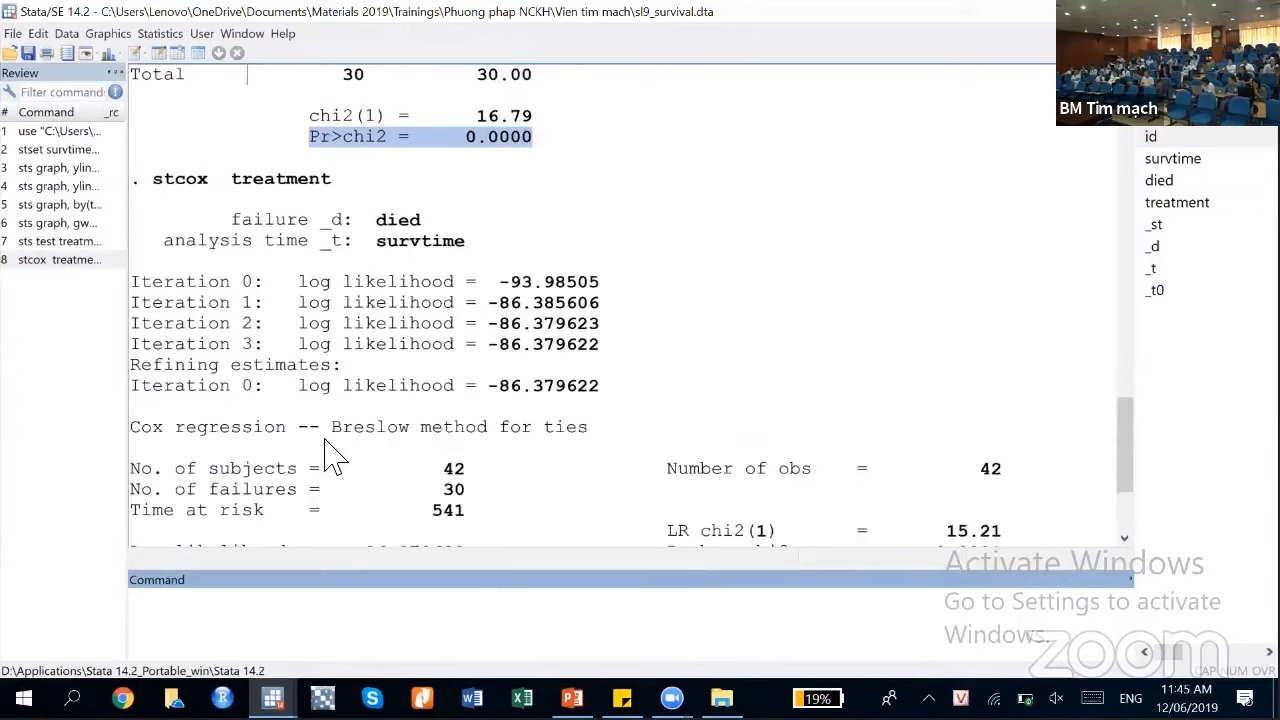 Stata/SE 14.2 - C:\Users\Lenovo\OneDrive\Documents\Materials 2019\Trainings\Phuong phap NCKH\Vien tim mach\sl9_survival.dta
File Edit Data Graphics Statistics User Window Help
Review
Filter command:
# Command _rc
1 use "C:\Users\...
2 stset survtime...
3 sts graph, ylin...
4 sts graph, ylin...
5 sts graph, by(t...
6 sts graph, gw...
7 sts test treatm...
8 stcox treatme...
Total 30 30.00
chi2(1) = 16.79
Pr>chi2 = 0.0000
. stcox treatment
failure _d: died
analysis time _t: survtime
Iteration 0: log likelihood = -93.98505
Iteration 1: log likelihood = -86.385606
Iteration 2: log likelihood = -86.379623
Iteration 3: log likelihood = -86.379622
Refining estimates:
Iteration 0: log likelihood = -86.379622
Cox regression -- Breslow method for ties
No. of subjects = 42 Number of obs = 42
No. of failures = 30
Time at risk = 541
LR chi2(1) = 15.21
BM Tim mạch
id
survtime
died
treatment
_st
_d
_t
_t0
Command
Activate Windows
Go to Settings to activate
Windows.
zoom
D:\Applications\Stata 14.2_Portable_win\Stata 14.2
CAP NUM OVR
19%
ENG
11:45 AM
12/06/2019